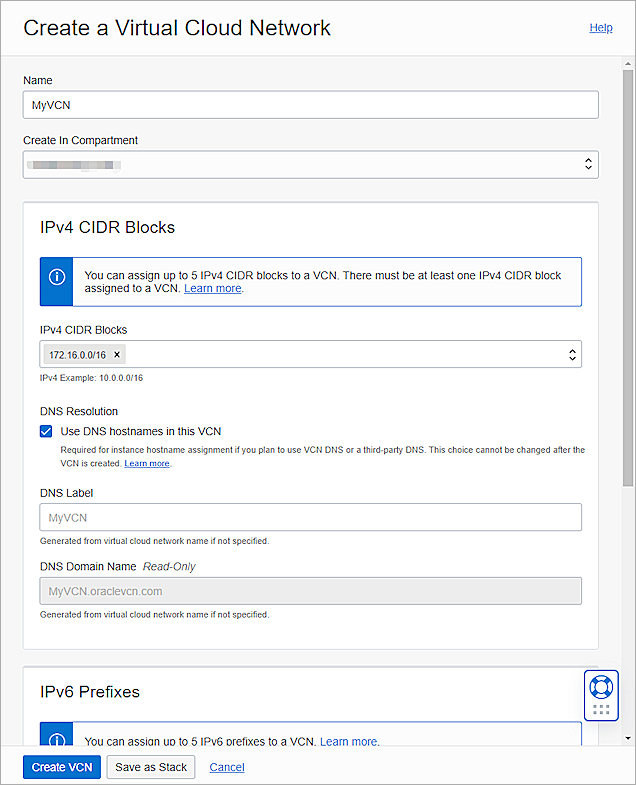 Create a Virtual Cloud Network
Help
Name
MyVCN
Create In Compartment
IPv4 CIDR Blocks
You can assign up to 5 IPv4 CIDR blocks to a VCN. There must be at least one IPv4 CIDR block
assigned to a VCN. Learn more.
IPv4 CIDR Blocks
172.16.0.0/16 ×
IPv4 Example: 10.0.0.0/16
DNS Resolution
Use DNS hostnames in this VCN
Required for instance hostname assignment if you plan to use VCN DNS or a third-party DNS. This choice cannot be changed after the
VCN is created. Learn more.
DNS Label
MyVCN
Generated from virtual cloud network name if not specified.
DNS Domain Name Read-Only
MyVCN.oraclevcn.com
Generated from virtual cloud network name if not specified.
IPv6 Prefixes
You can assign up to 5 IPv6 prefixes to a VCN. Learn more.
Create VCN Save as Stack Cancel